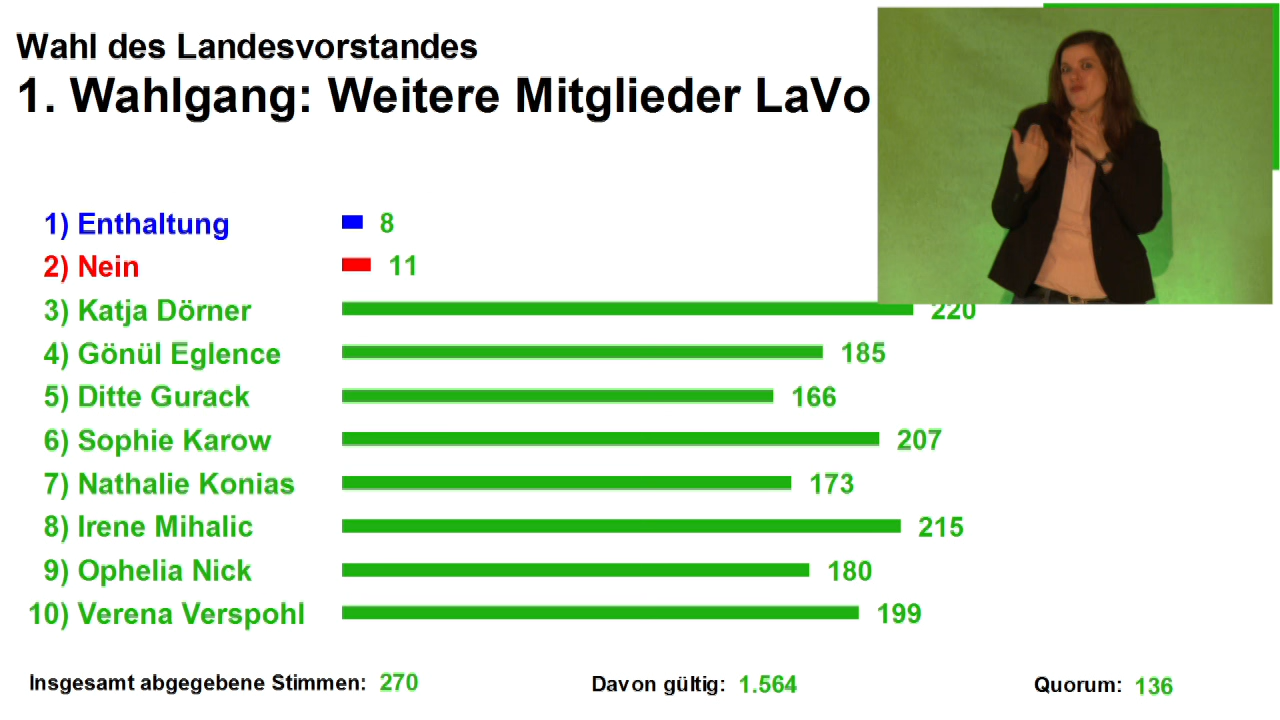 Wahl des Landesvorstandes
1. Wahlgang: Weitere Mitglieder LaVo
1) Enthaltung 8
2) Nein 11
3) Katja Dörner 220
4) Gönül Eglence 185
5) Ditte Gurack 166
6) Sophie Karow 207
7) Nathalie Konias 173
8) Irene Mihalic 215
9) Ophelia Nick 180
10) Verena Verspohl 199
Insgesamt abgegebene Stimmen: 270 Davon gültig: 1.564 Quorum: 136